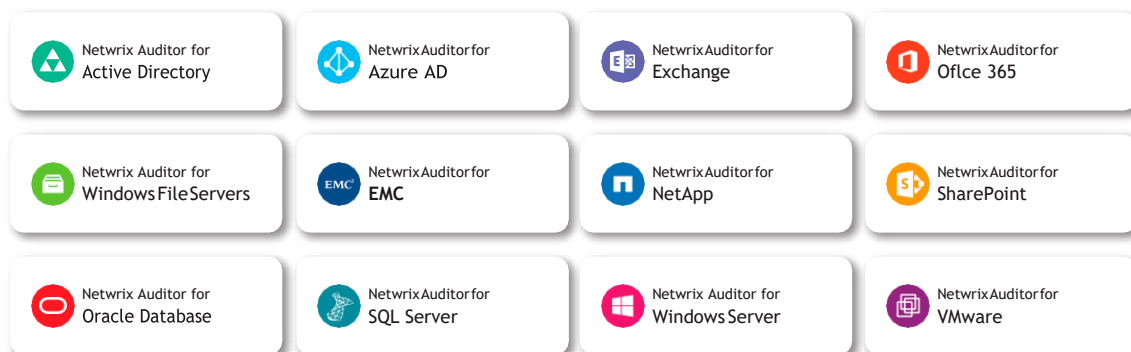 Netwrix Auditor for
Active Directory
NetwrixAuditorfor
Azure AD
NetwrixAuditorfor
E
Exchange
NetwrixAuditorfor
Oflce 365
Netwrix Auditor for
WindowsFileServers
EMC²
NetwrixAuditorfor
EMC
NetwrixAuditorfor
NetApp
S
NetwrixAuditorfor
SharePoint
Netwrix Auditor for
Oracle Database
NetwrixAuditorfor
SQL Server
Netwrix Auditor for
WindowsServer
NetwrixAuditorfor
VMware